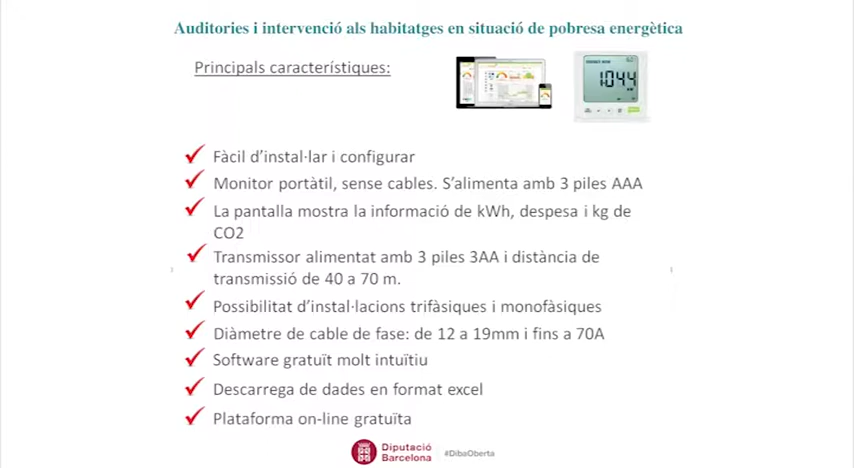 Auditories i intervenció als habitatges en situació de pobresa energètica
Principals característiques:
1.044
Fàcil d'instal·lar i configurar
Monitor portàtil, sense cables. S'alimenta amb 3 piles AAA
La pantalla mostra la informació de kWh, despesa i kg de
CO2
Transmissor alimentat amb 3 piles 3AA i distància de
transmissió de 40 a 70 m.
Possibilitat d'instal·lacions trifàsiques i monofàsiques
Diàmetre de cable de fase: de 12 a 19mm i fins a 70A
Software gratuït molt intuïtiu
Descarrega de dades en format excel
Plataforma on-line gratuïta
Diputació
Barcelona
#DibaOberta